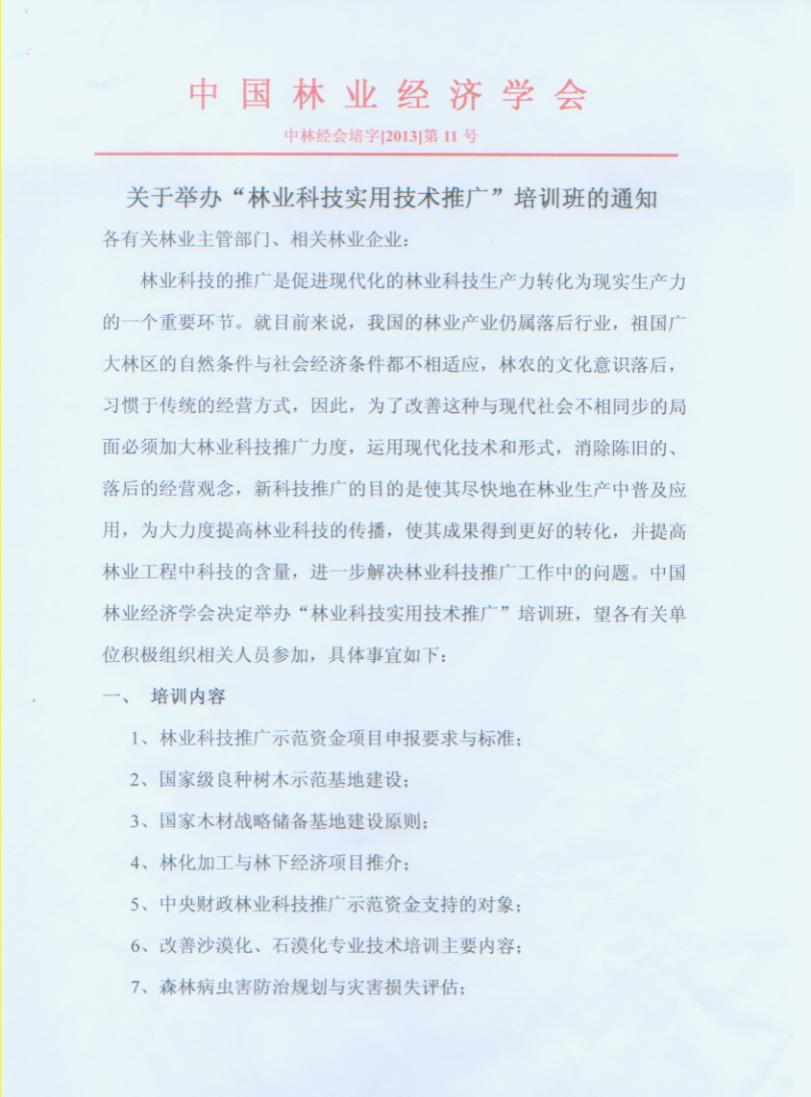 中国林业经济学会
中林经会培字[2013]第 11 号
关于举办“林业科技实用技术推广”培训班的通知
各有关林业主管部门、相关林业企业：
林业科技的推广是促进现代化的林业科技生产力转化为现实生产力
的一个重要环节。就目前来说，我国的林业产业仍属落后行业，祖国广
大林区的自然条件与社会经济条件都不相适应，林农的文化意识落后，
习惯于传统的经营方式，因此，为了改善这种与现代社会不相同步的局
面必须加大林业科技推广力度，运用现代化技术和形式，消除陈旧的、
落后的经营观念，新科技推广的目的是使其尽快地在林业生产中普及应
用，为大力度提高林业科技的传播，使其成果得到更好的转化，并提高
林业工程中科技的含量，进一步解决林业科技推广工作中的问题。中国
林业经济学会决定举办“林业科技实用技术推广”培训班，望各有关单
位积极组织相关人员参加，具体事宜如下：
一、 培训内容
1、林业科技推广示范资金项目申报要求与标准；
2、国家级良种树木示范基地建设；
3、国家木材战略储备基地建设原则；
4、林化加工与林下经济项目推介；
5、中央财政林业科技推广示范资金支持的对象；
6、改善沙漠化、石漠化专业技术培训主要内容；
7、森林病虫害防治规划与灾害损失评估；